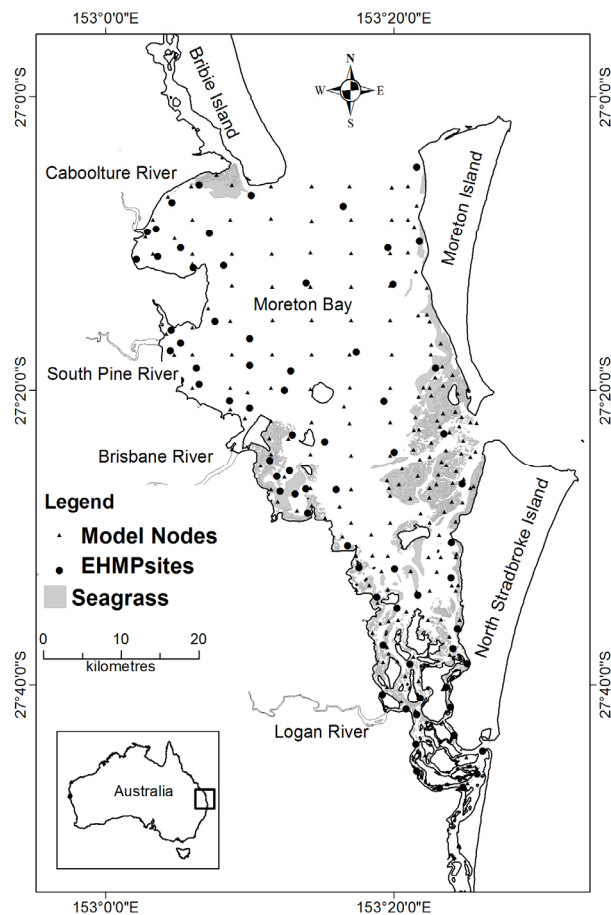 153°0'0"E
153°20'0"E
N
W
E
S
Bribie Island
27°0'0"S
27°0'0"S
Caboolture River
Moreton Island
Moreton Bay
South Pine River
27°20'0"S
27°20'0"S
Brisbane River
Legend
Model Nodes
EHMPsites
Seagrass
0 10 20
kilometres
North Stradbroke Island
27°40'0"S
27°40'0"S
Logan River
Australia
153°0'0"E
153°20'0"E